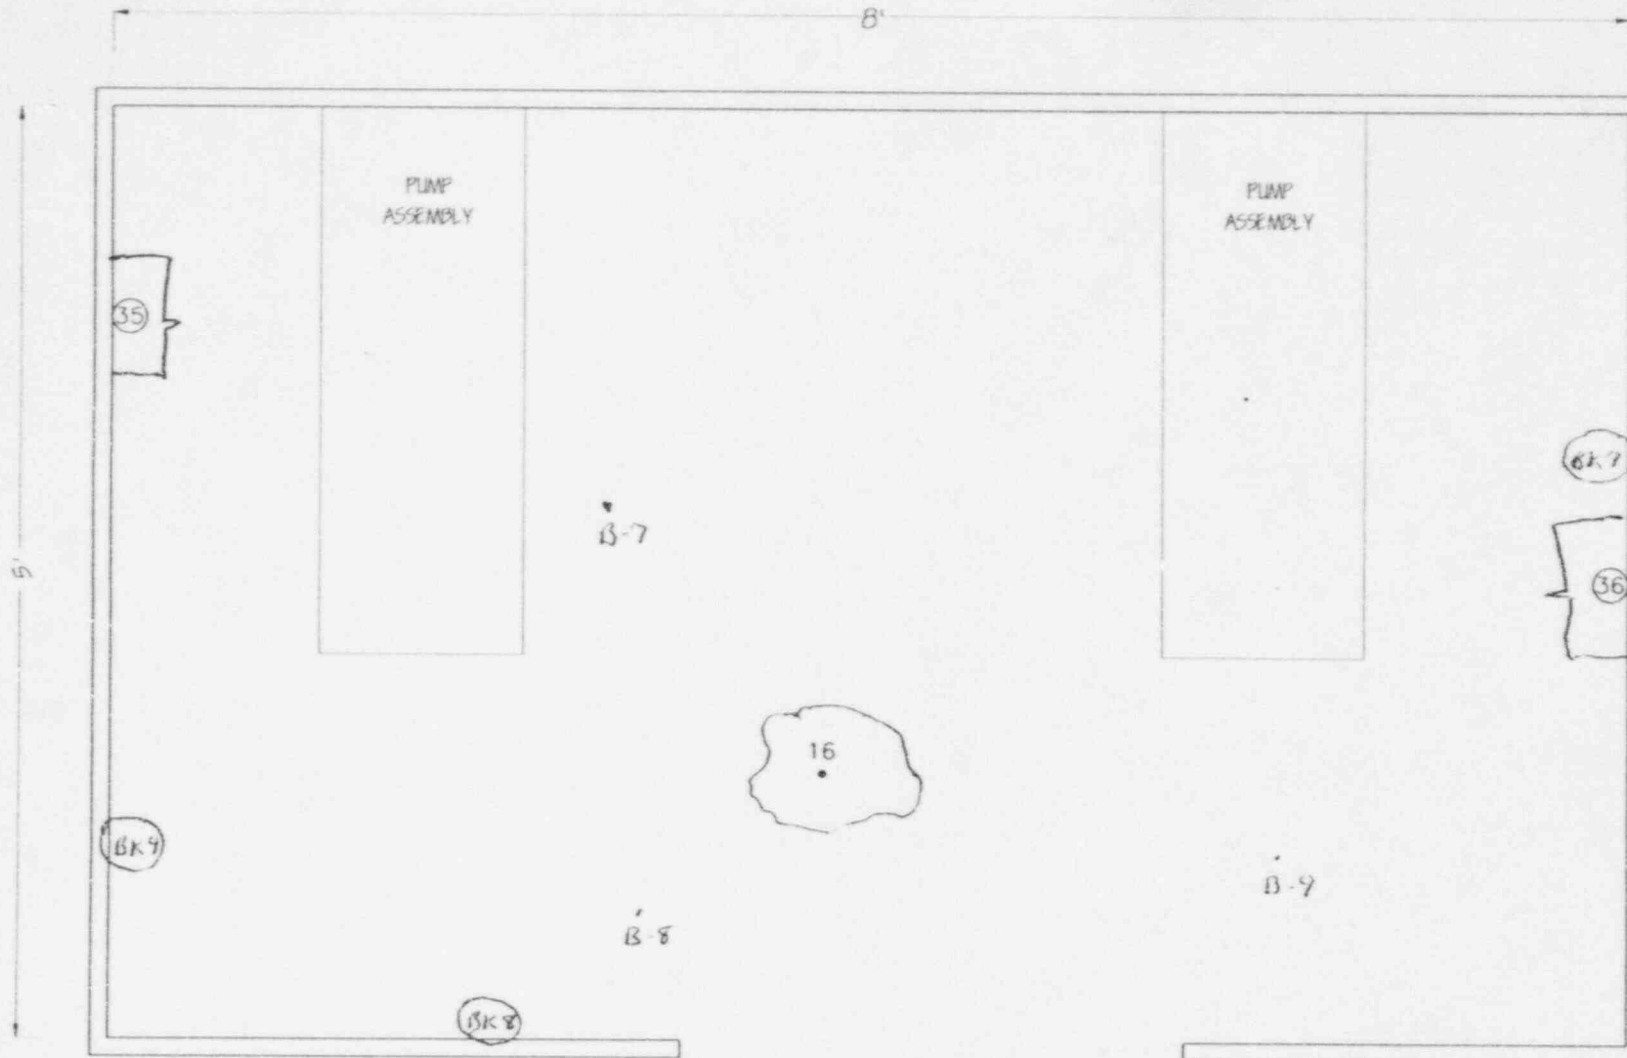 8'
PUMP
ASSEMBLY
PUMP
ASSEMBLY
35
BK7
B-7
5'
36
16
BK9
B-9
B-8
BK8